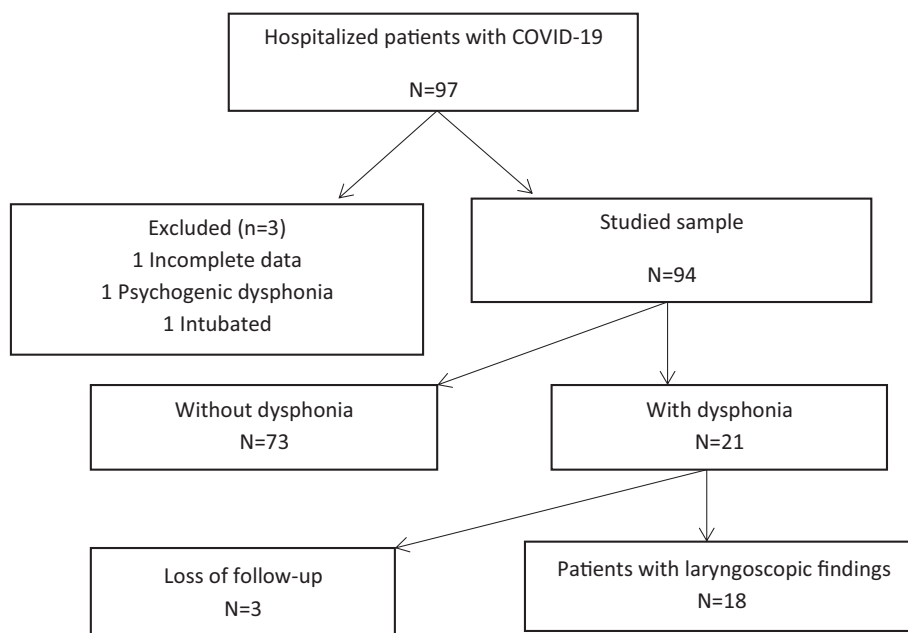 Hospitalized patients with COVID-19
N=97
Excluded (n=3)
1 Incomplete data
1 Psychogenic dysphonia
1 Intubated
Studied sample
N=94
Without dysphonia
N=73
With dysphonia
N=21
Loss of follow-up
N=3
Patients with laryngoscopic findings
N=18